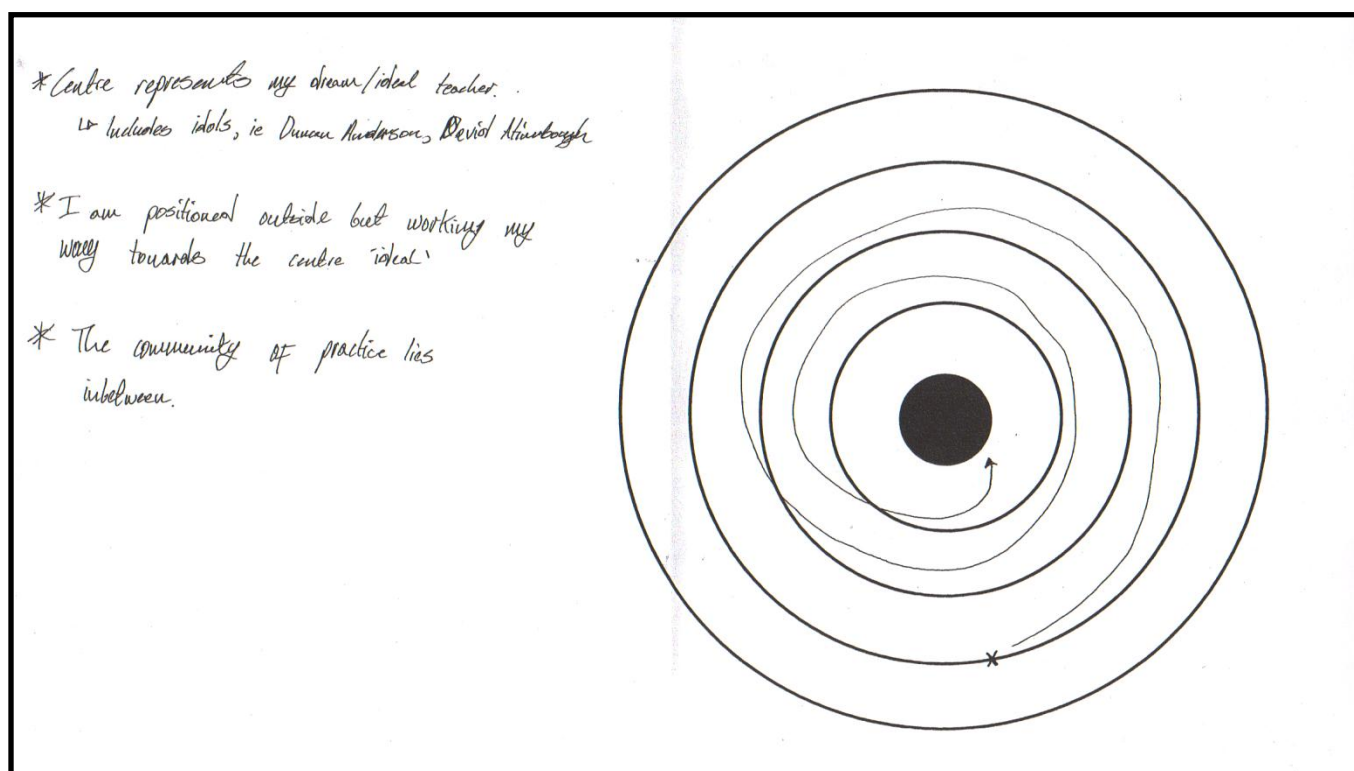 * Centre represents my dream/ideal teacher.
↳ Includes idols, ie Duncan Anderson, David Attenborough
* I am positioned outside but working my
way towards the centre 'ideal'
* The community of practice lies
inbetween.
x